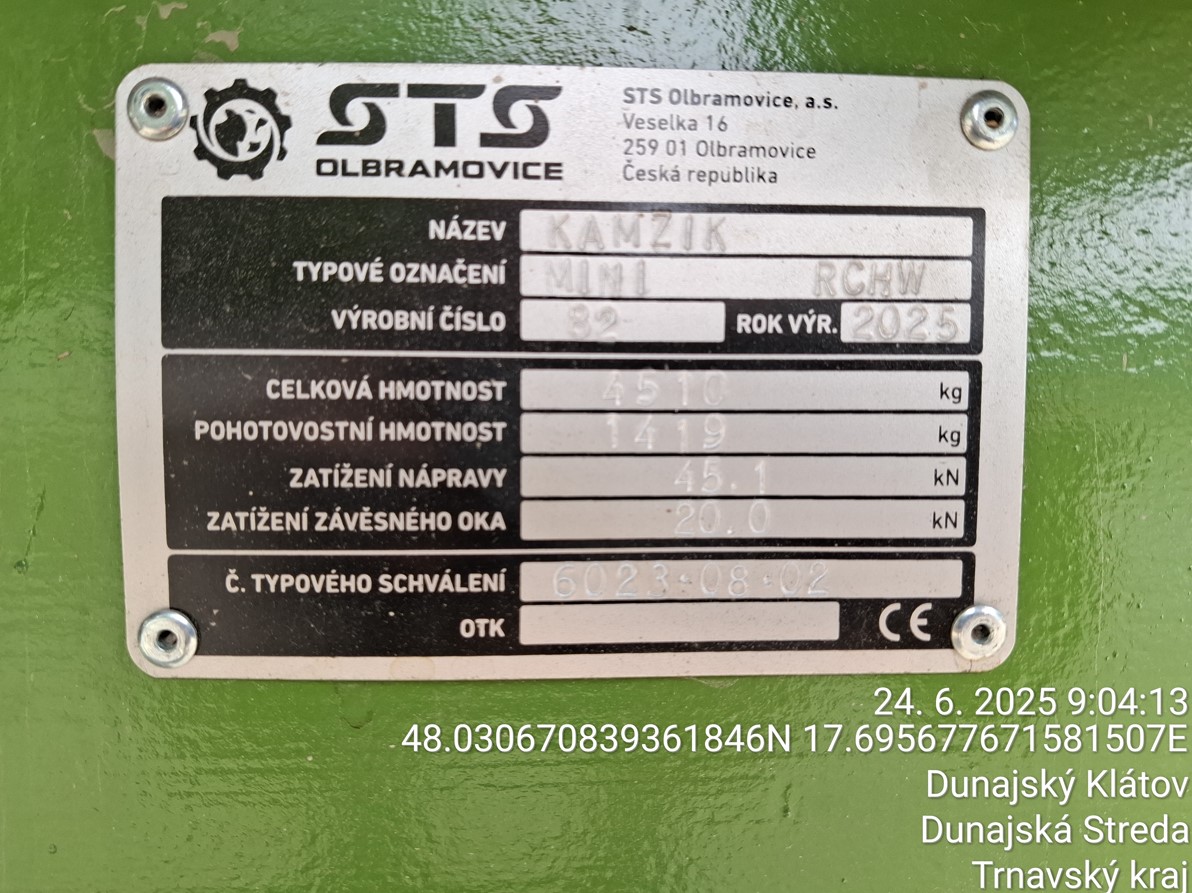 STS
OLBRAMOVICE
STS Olbramovice, a.s.
Veselka 16
259 01 Olbramovice
Česká republika
NÁZEV KAMZIK
TYPOVÉ OZNAČENÍ MINI RCHW
VÝROBNÍ ČÍSLO 82 ROK VÝR. 2025
CELKOVÁ HMOTNOST 4510 kg
POHOTOVOSTNÍ HMOTNOST 1419 kg
ZATÍŽENÍ NÁPRAVY 45.1 kN
ZATÍŽENÍ ZÁVĚSNÉHO OKA 20.0 kN
Č. TYPOVÉHO SCHVÁLENÍ 6023-08-02
OTK CE
24. 6. 2025 9:04:13
48.030670839361846N 17.695677671581507E
Dunajský Klátov
Dunajská Streda
Trnavský kraj